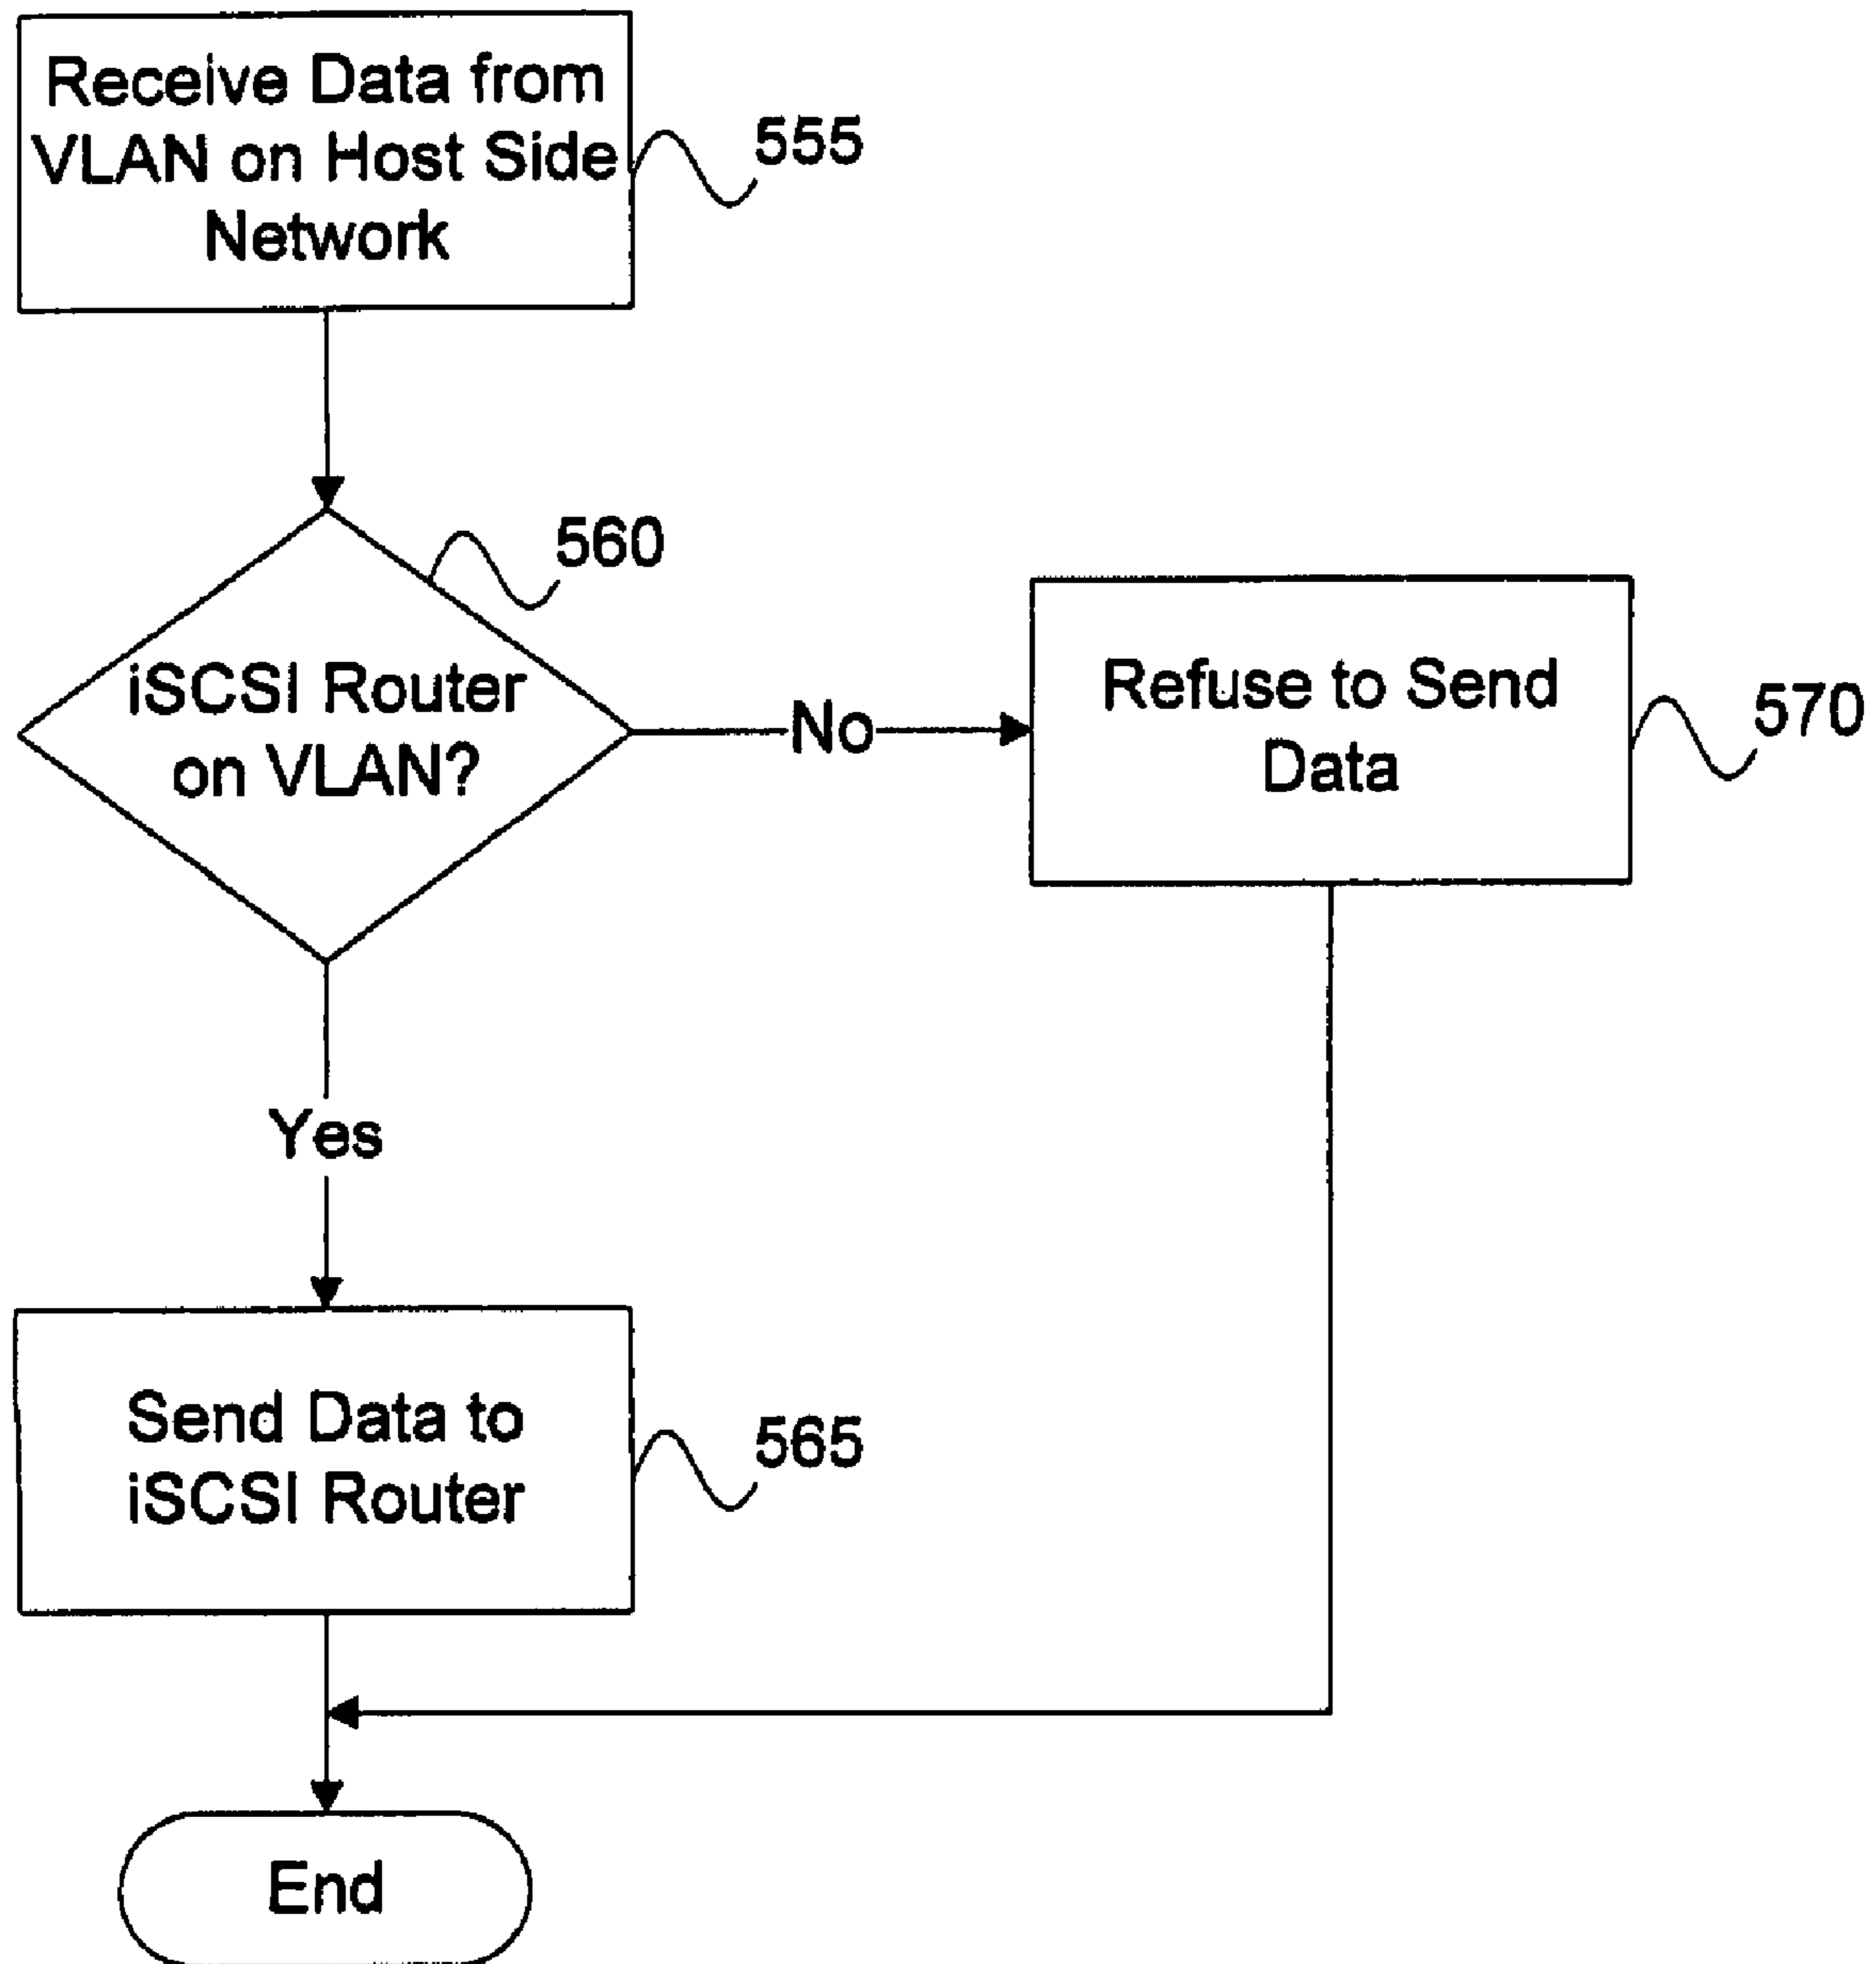 Receive Data from
VLAN on Host Side
Network
555
560
iSCSI Router
on VLAN?
No
Refuse to Send
Data
570
Yes
Send Data to
iSCSI Router
565
End